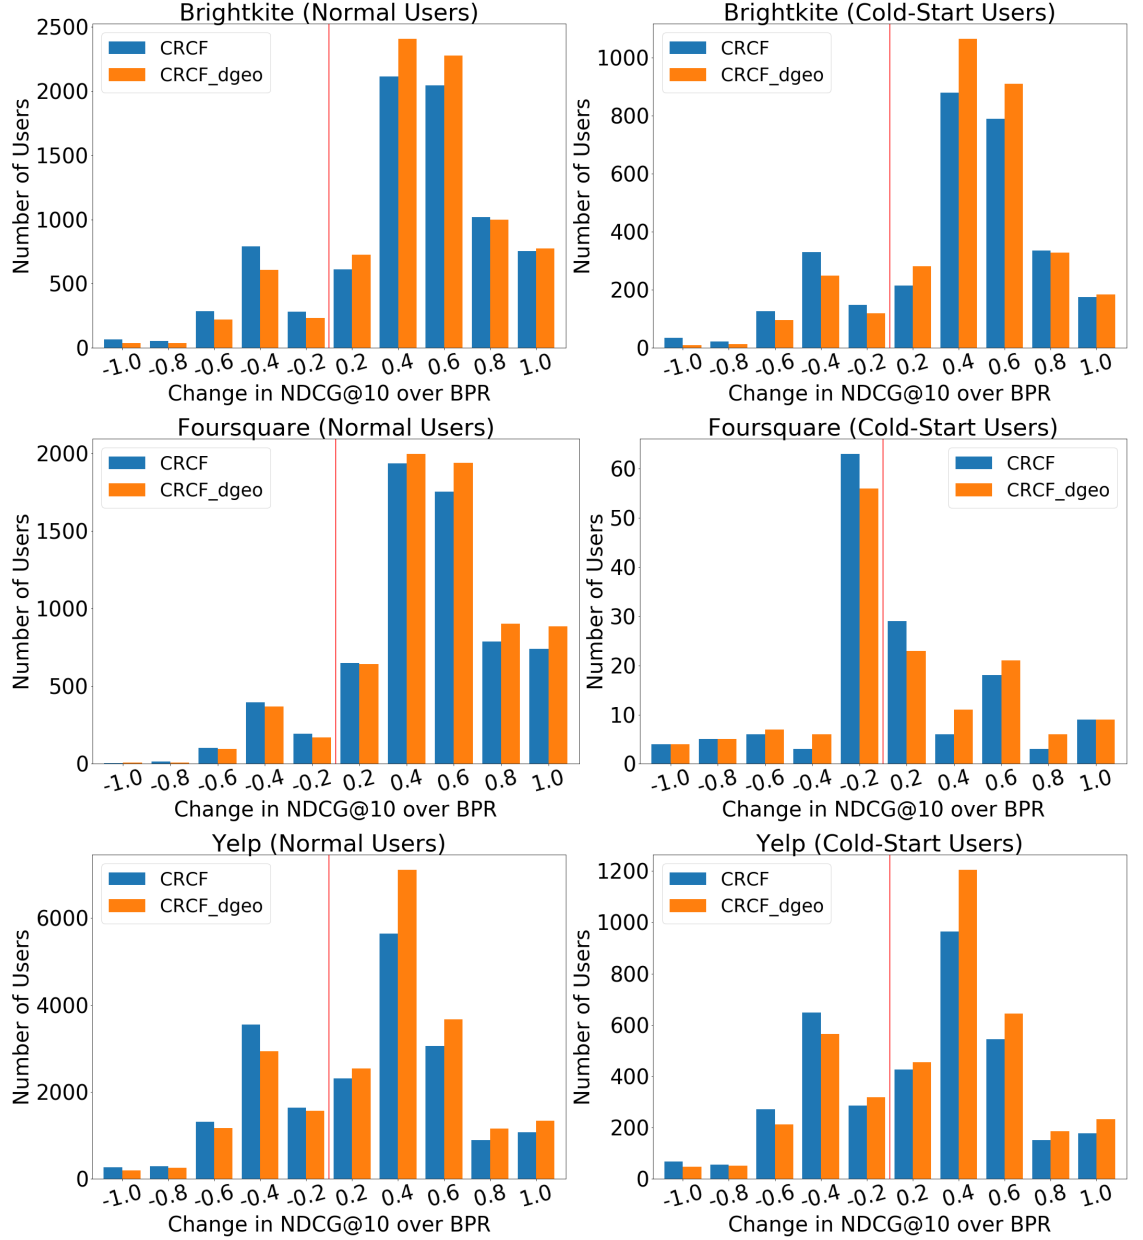 Brightkite (Normal Users)
2500
2000
1500
1000
500
0
Number of Users
CRCF
CRCF_dgeo
-1.0 -0.8 -0.6 -0.4 -0.2 0.2 0.4 0.6 0.8 1.0
Change in NDCG@10 over BPR
Brightkite (Cold-Start Users)
1000
800
600
400
200
0
Number of Users
CRCF
CRCF_dgeo
-1.0 -0.8 -0.6 -0.4 -0.2 0.2 0.4 0.6 0.8 1.0
Change in NDCG@10 over BPR
Foursquare (Normal Users)
2000
1500
1000
500
0
Number of Users
CRCF
CRCF_dgeo
-1.0 -0.8 -0.6 -0.4 -0.2 0.2 0.4 0.6 0.8 1.0
Change in NDCG@10 over BPR
Foursquare (Cold-Start Users)
60
50
40
30
20
10
0
Number of Users
CRCF
CRCF_dgeo
-1.0 -0.8 -0.6 -0.4 -0.2 0.2 0.4 0.6 0.8 1.0
Change in NDCG@10 over BPR
Yelp (Normal Users)
6000
4000
2000
0
Number of Users
CRCF
CRCF_dgeo
-1.0 -0.8 -0.6 -0.4 -0.2 0.2 0.4 0.6 0.8 1.0
Change in NDCG@10 over BPR
Yelp (Cold-Start Users)
1200
1000
800
600
400
200
0
Number of Users
CRCF
CRCF_dgeo
-1.0 -0.8 -0.6 -0.4 -0.2 0.2 0.4 0.6 0.8 1.0
Change in NDCG@10 over BPR